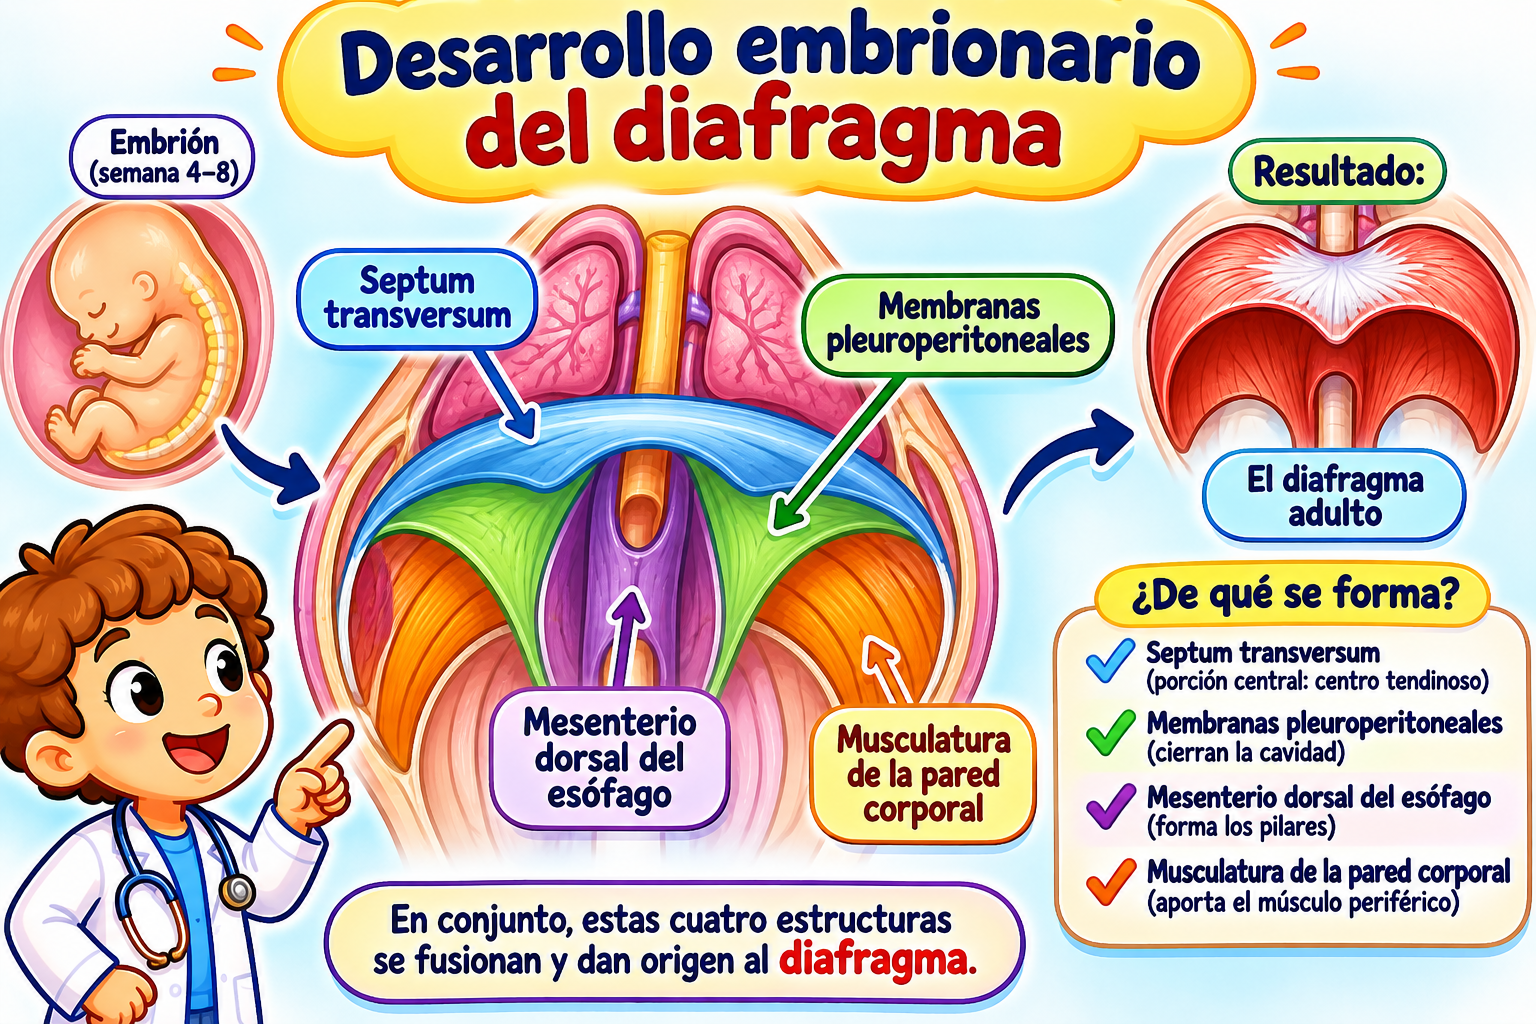 Desarrollo embrionario
del diafragma
Embrión
(semana 4–8)
Resultado:
Septum
transversum
Membranas
pleuroperitoneales
El diafragma
adulto
¿De qué se forma?
Septum transversum
(porción central: centro tendinoso)
Membranas pleuroperitoneales
(cierran la cavidad)
Mesenterio dorsal del esófago
(forma los pilares)
Musculatura de la pared corporal
(aporta el músculo periférico)
Mesenterio
dorsal del
esófago
Musculatura
de la pared
corporal
En conjunto, estas cuatro estructuras
se fusionan y dan origen al diafragma.